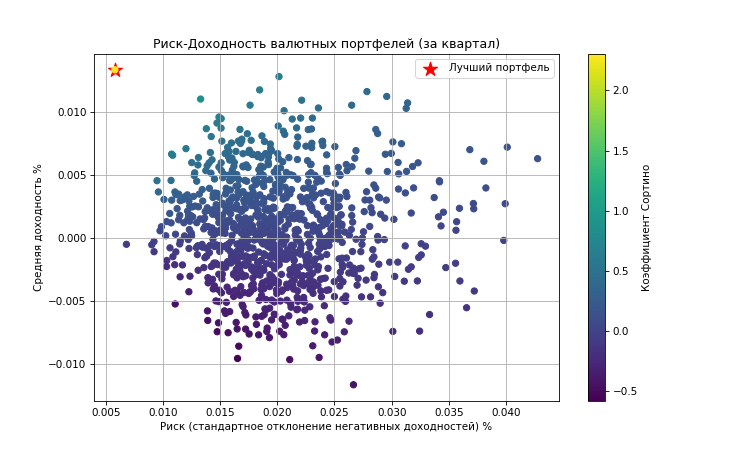 Риск-Доходность валютных портфелей (за квартал)
Лучший портфель
Средняя доходность %
0.010
0.005
0.000
−0.005
−0.010
0.005 0.010 0.015 0.020 0.025 0.030 0.035 0.040
Риск (стандартное отклонение негативных доходностей) %
2.0
1.5
1.0
0.5
0.0
−0.5
Коэффициент Сортино